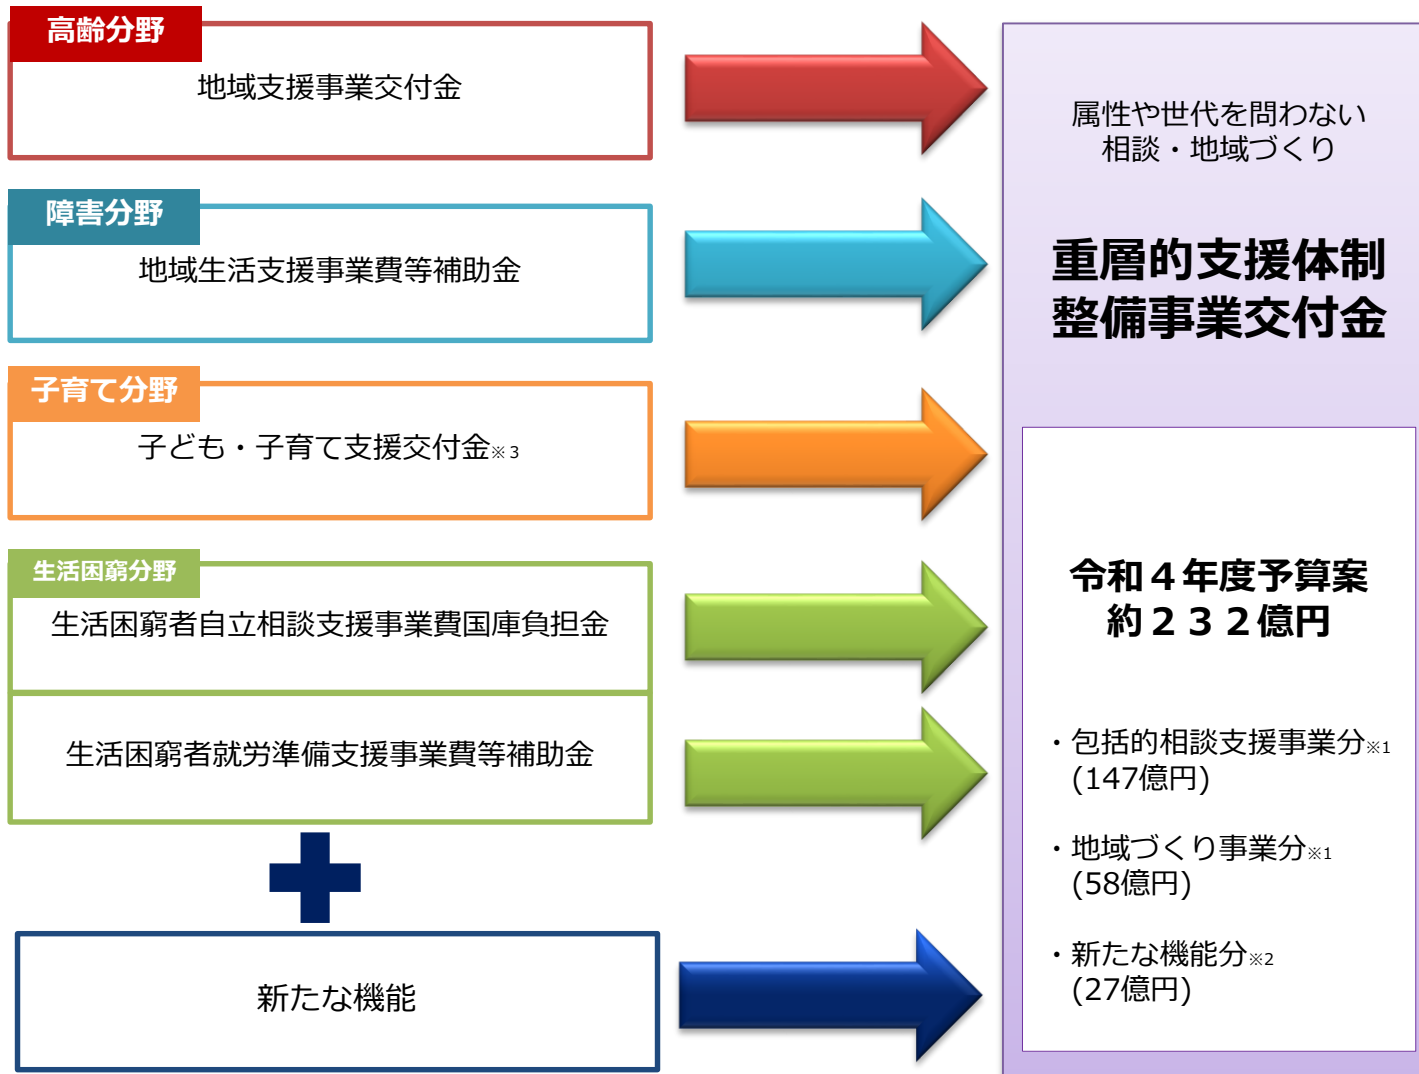 高齢分野
地域支援事業交付金
障害分野
地域生活支援事業費等補助金
子育て分野
子ども・子育て支援交付金※３
生活困窮分野
生活困窮者自立相談支援事業費国庫負担金
生活困窮者就労準備支援事業費等補助金
新たな機能
属性や世代を問わない
相談・地域づくり
重層的支援体制
整備事業交付金
令和４年度予算案
約２３２億円
・包括的相談支援事業分※1
(147億円)
・地域づくり事業分※1
(58億円)
・新たな機能分※2
(27億円)